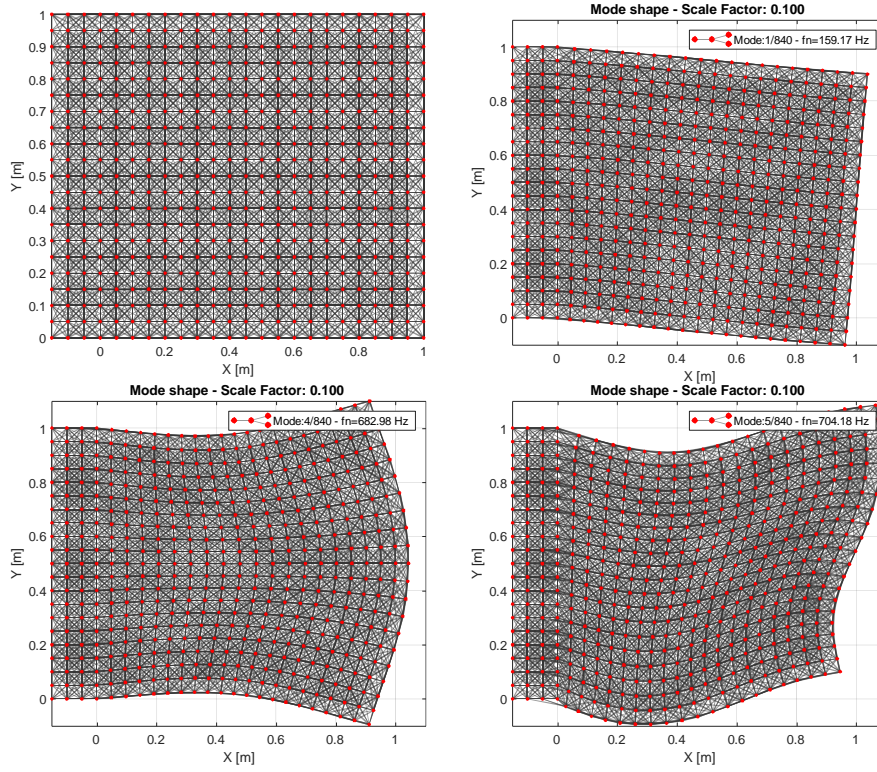 1
0.9
0.8
0.7
0.6
0.5
0.4
0.3
0.2
0.1
0
Y [m]
0 0.2 0.4 0.6 0.8 1
X [m]
Mode shape - Scale Factor: 0.100
Mode:1/840 - fn=159.17 Hz
1
0.8
0.6
0.4
0.2
0
Y [m]
0 0.2 0.4 0.6 0.8 1
X [m]
Mode shape - Scale Factor: 0.100
Mode:4/840 - fn=682.98 Hz
1
0.8
0.6
0.4
0.2
0
Y [m]
0 0.2 0.4 0.6 0.8 1
X [m]
Mode shape - Scale Factor: 0.100
Mode:5/840 - fn=704.18 Hz
1
0.8
0.6
0.4
0.2
0
Y [m]
0 0.2 0.4 0.6 0.8 1
X [m]